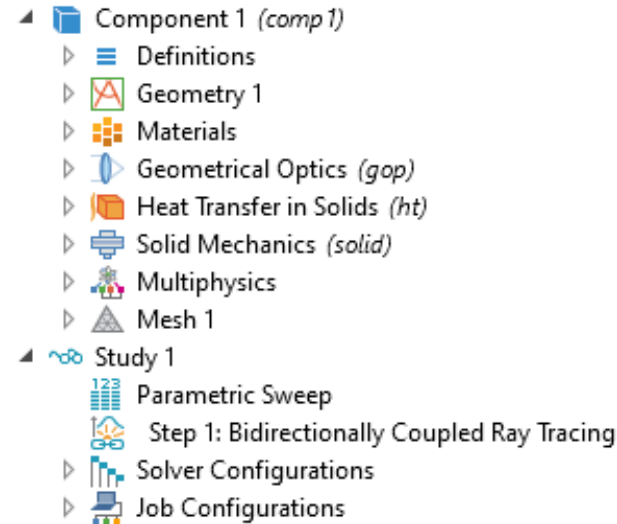 Component 1 (comp1)
Definitions
Geometry 1
Materials
Geometrical Optics (gop)
Heat Transfer in Solids (ht)
Solid Mechanics (solid)
Multiphysics
Mesh 1
Study 1
123
Parametric Sweep
Step 1: Bidirectionally Coupled Ray Tracing
Solver Configurations
Job Configurations